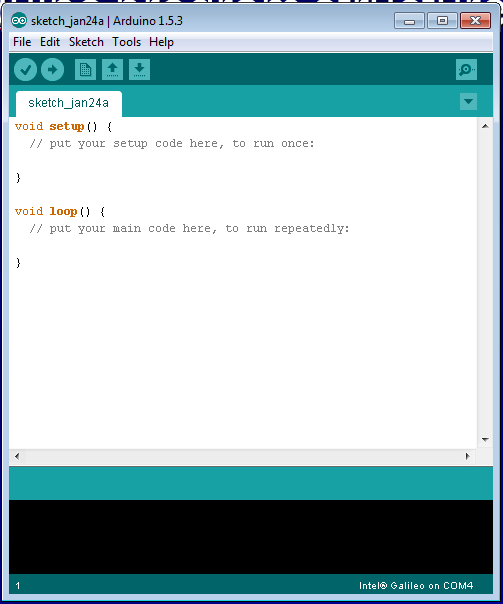 sketch_jan24a | Arduino 1.5.3
File Edit Sketch Tools Help
sketch_jan24a
void setup() {
  // put your setup code here, to run once:
}
void loop() {
  // put your main code here, to run repeatedly:
}
1 Intel® Galileo on COM4